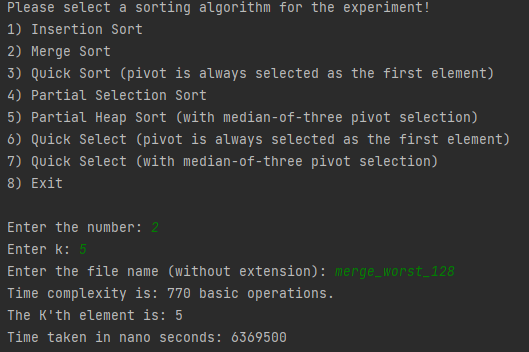 Please select a sorting algorithm for the experiment!
1) Insertion Sort
2) Merge Sort
3) Quick Sort (pivot is always selected as the first element)
4) Partial Selection Sort
5) Partial Heap Sort (with median-of-three pivot selection)
6) Quick Select (pivot is always selected as the first element)
7) Quick Select (with median-of-three pivot selection)
8) Exit
Enter the number: 2
Enter k: 5
Enter the file name (without extension): merge_worst_128
Time complexity is: 770 basic operations.
The K'th element is: 5
Time taken in nano seconds: 6369500